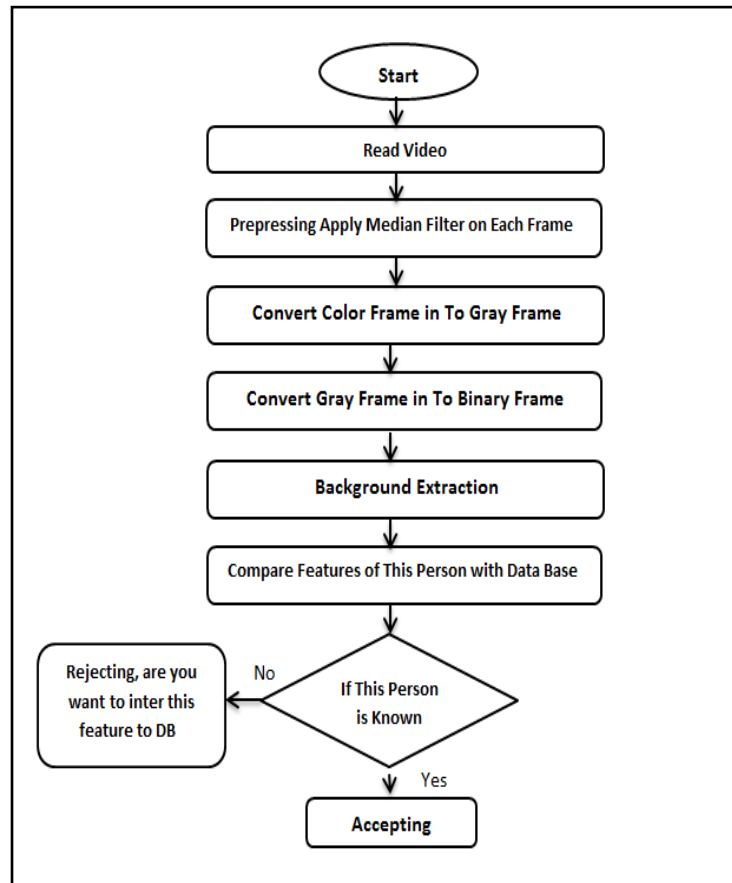 Start
Read Video
Prepressing Apply Median Filter on Each Frame
Convert Color Frame in To Gray Frame
Convert Gray Frame in To Binary Frame
Background Extraction
Compare Features of This Person with Data Base
If This Person
is Known
No
Rejecting, are you
want to inter this
feature to DB
Yes
Accepting